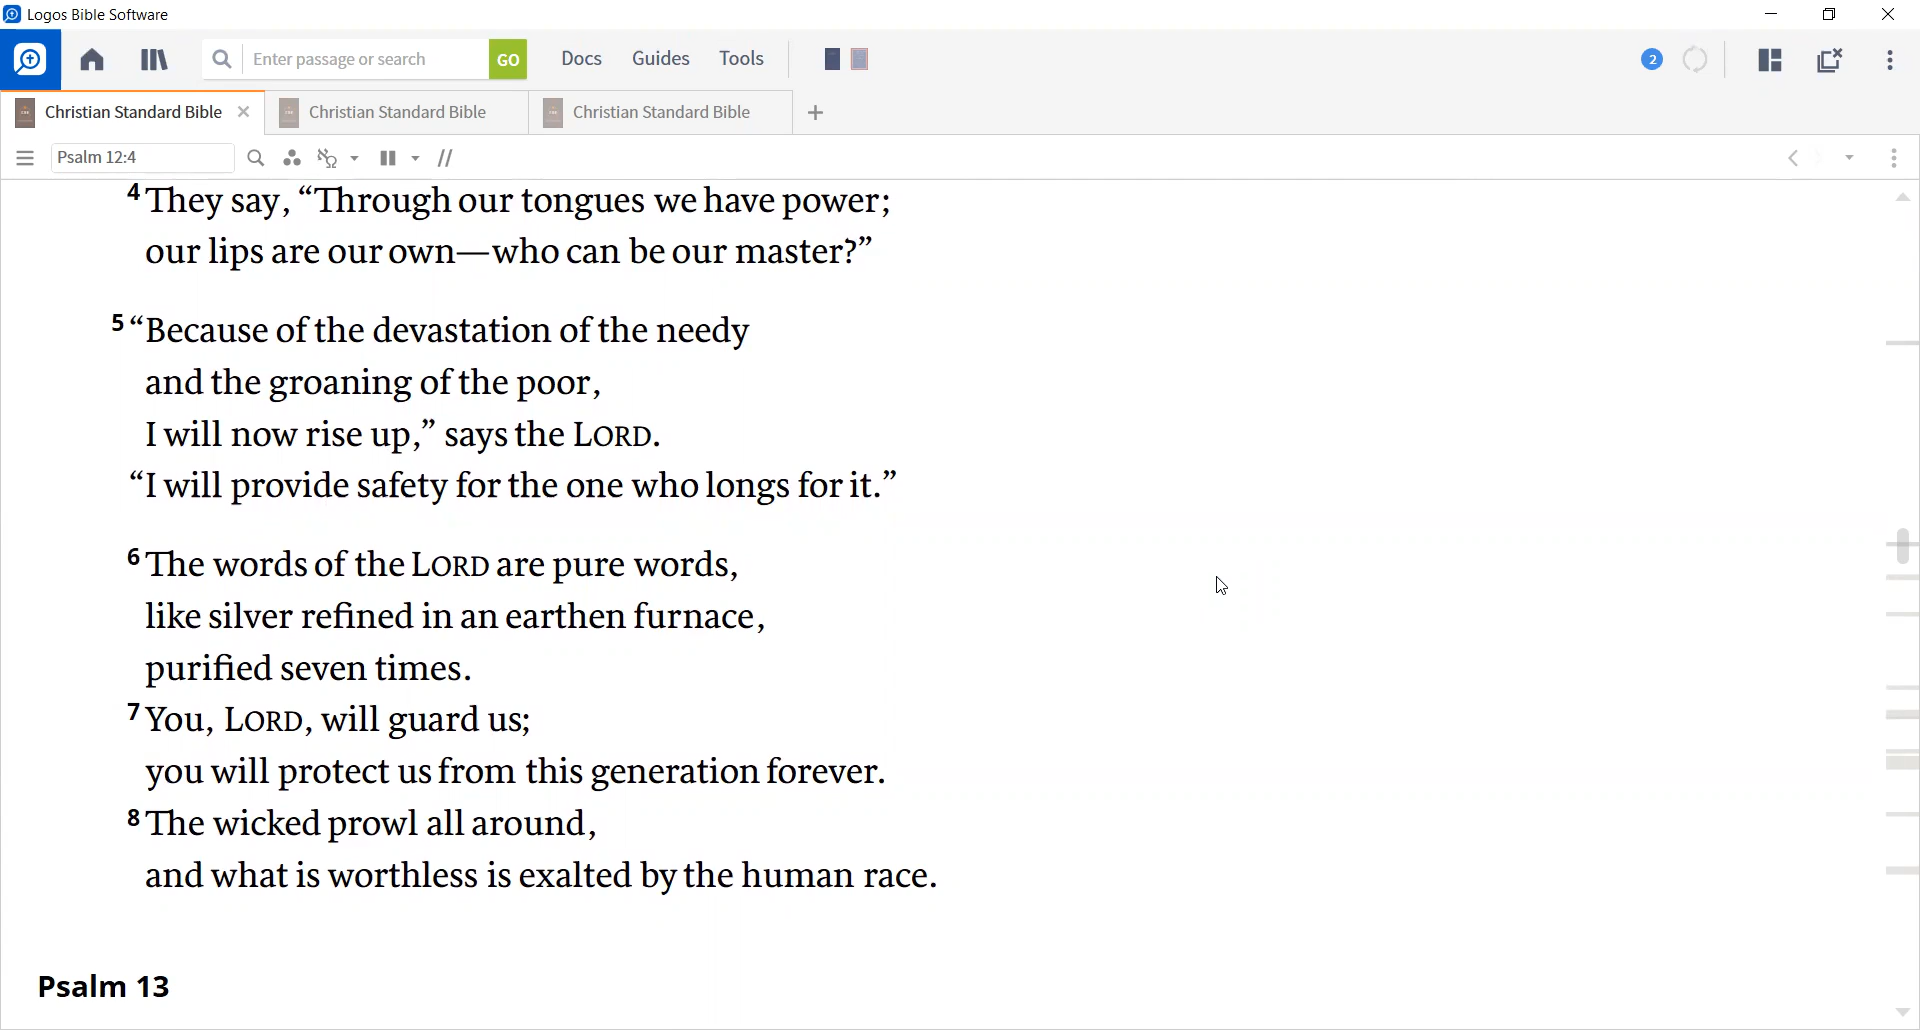 Logos Bible Software
Enter passage or search
GO
Docs
Guides
Tools
2
Christian Standard Bible
Christian Standard Bible
Christian Standard Bible
Psalm 12:4
4 They say, “Through our tongues we have power;
our lips are our own—who can be our master?”
5 “Because of the devastation of the needy
and the groaning of the poor,
I will now rise up,” says the LORD.
“I will provide safety for the one who longs for it.”
6 The words of the LORD are pure words,
like silver refined in an earthen furnace,
purified seven times.
7 You, LORD, will guard us;
you will protect us from this generation forever.
8 The wicked prowl all around,
and what is worthless is exalted by the human race.
Psalm 13